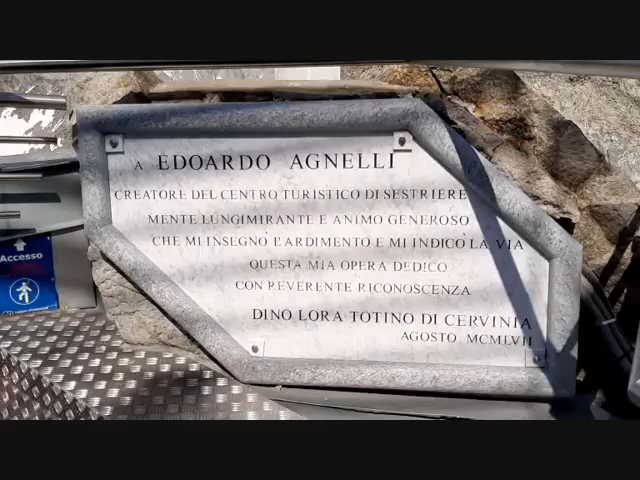 Accesso
A EDOARDO AGNELLI
CREATORE DEL CENTRO TURISTICO DI SESTRIERE
MENTE LUNGIMIRANTE E ANIMO GENEROSO
CHE MI INSEGNÒ L'ARDIMENTO E MI INDICÒ LA VIA
QUESTA MIA OPERA DEDICO
CON REVERENTE RICONOSCENZA
DINO LORA TOTINO DI CERVINIA
AGOSTO MCMLVII